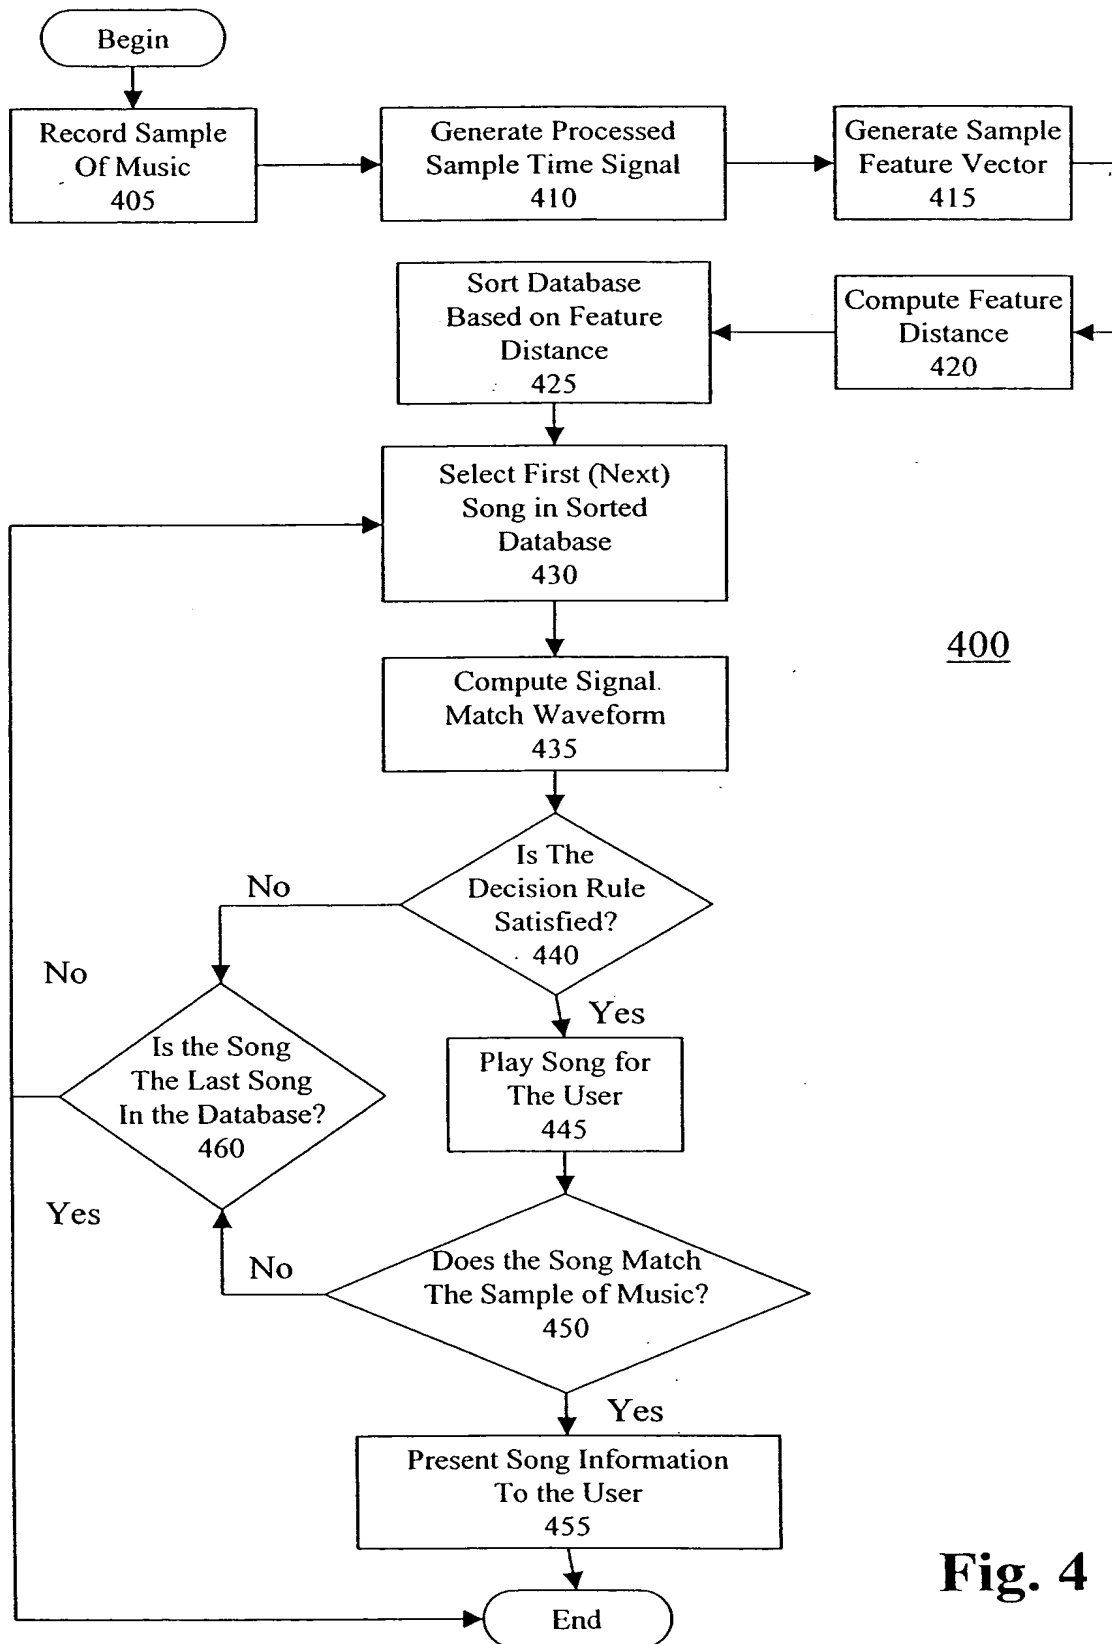 Begin
Record Sample
Of Music
405
Generate Processed
Sample Time Signal
410
Generate Sample
Feature Vector
415
Sort Database
Based on Feature
Distance
425
Compute Feature
Distance
420
Select First (Next)
Song in Sorted
Database
430
400
Compute Signal
Match Waveform
435
Is The
Decision Rule
Satisfied?
440
No
No
Yes
Is the Song
The Last Song
In the Database?
460
Play Song for
The User
445
Yes
No
Does the Song Match
The Sample of Music?
450
Yes
Present Song Information
To the User
455
Fig. 4
End